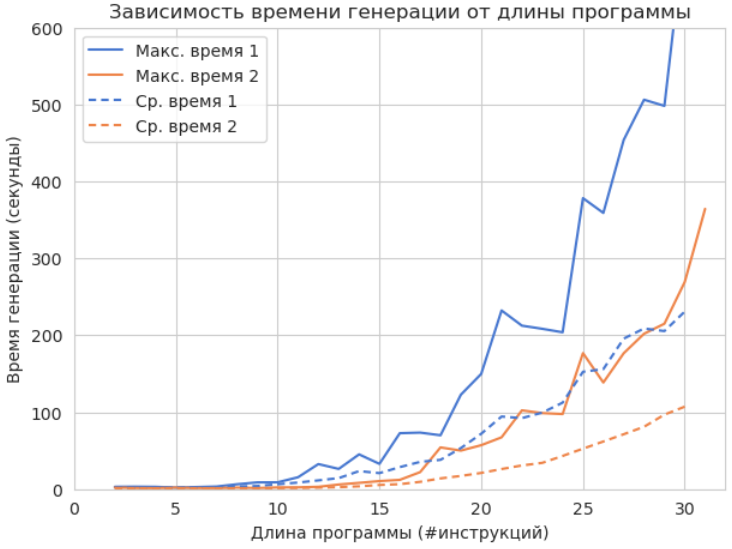 Зависимость времени генерации от длины программы
Макс. время 1
Макс. время 2
Ср. время 1
Ср. время 2
Время генерации (секунды)
600
500
400
300
200
100
0
0 5 10 15 20 25 30
Длина программы (#инструкций)